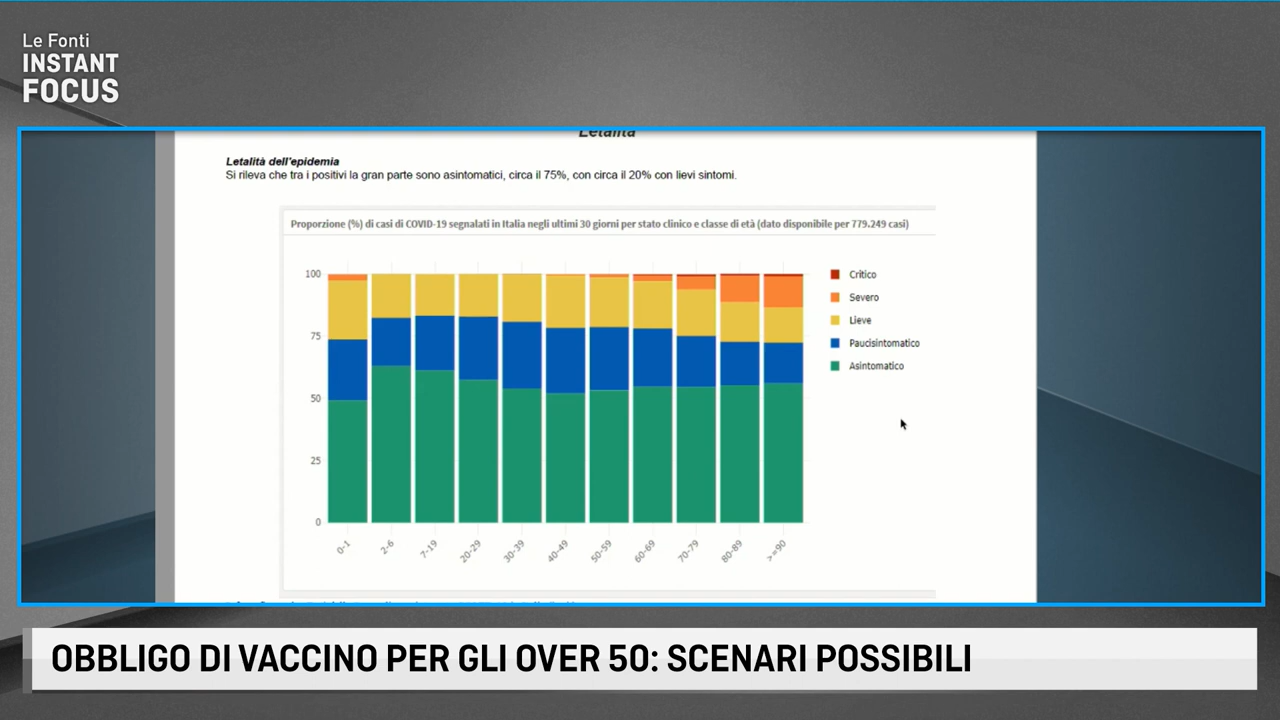 Le Fonti
INSTANT
FOCUS
Letalità
Letalità dell'epidemia
Si rileva che tra i positivi la gran parte sono asintomatici, circa il 75%, con circa il 20% con lievi sintomi.
Proporzione (%) di casi di COVID-19 segnalati in Italia negli ultimi 30 giorni per stato clinico e classe di età (dato disponibile per 779.249 casi)
100
75
50
25
0
0-1
2-6
7-19
20-29
30-39
40-49
50-59
60-69
70-79
80-89
>=90
Critico
Severo
Lieve
Paucisintomatico
Asintomatico
OBBLIGO DI VACCINO PER GLI OVER 50: SCENARI POSSIBILI